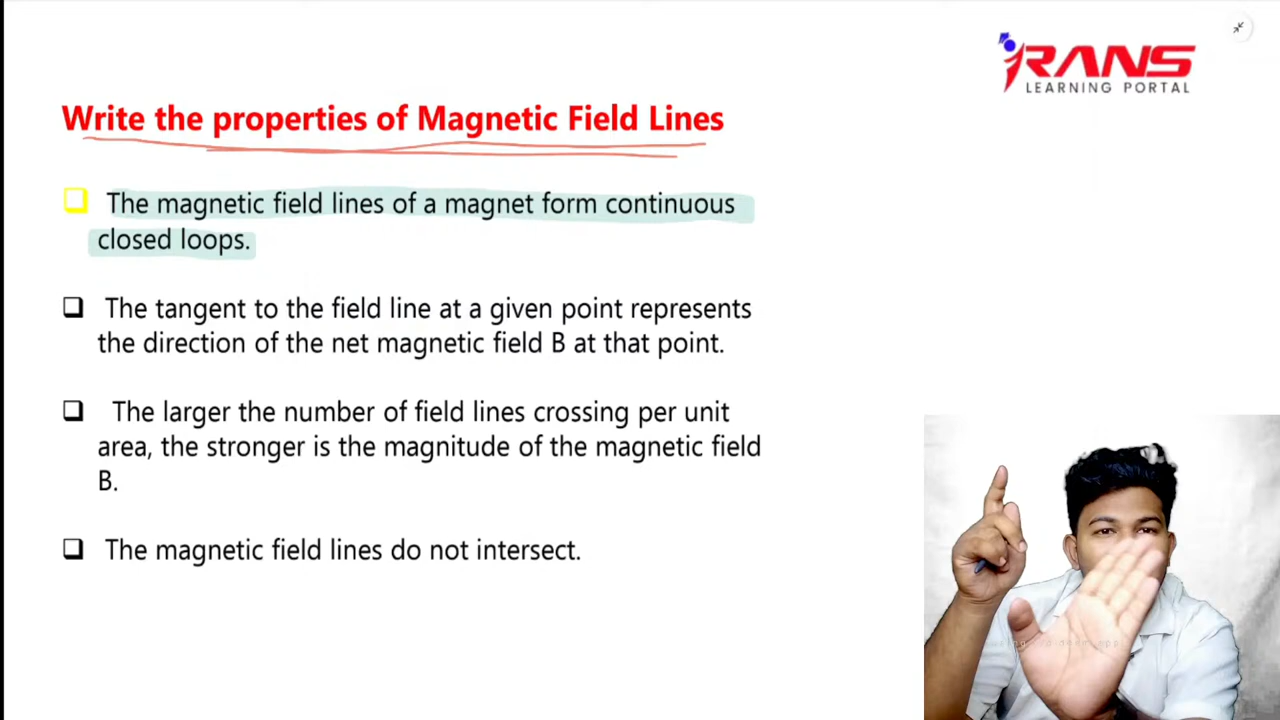 RANS
LEARNING PORTAL
Write the properties of Magnetic Field Lines
The magnetic field lines of a magnet form continuous
closed loops.
The tangent to the field line at a given point represents
the direction of the net magnetic field B at that point.
The larger the number of field lines crossing per unit
area, the stronger is the magnitude of the magnetic field
B.
The magnetic field lines do not intersect.